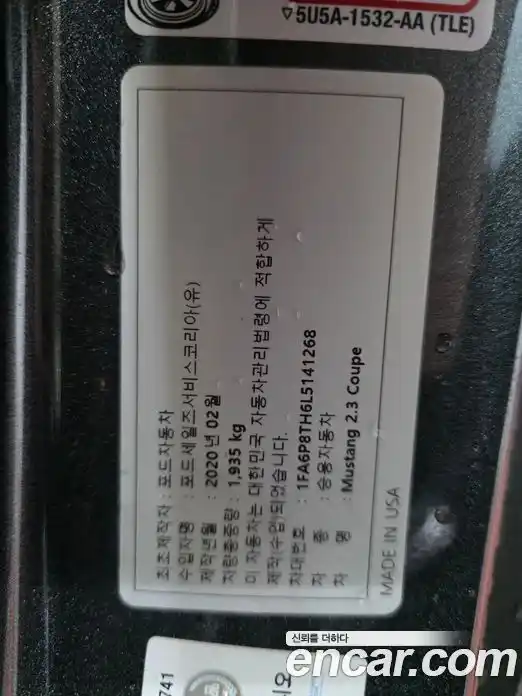 5U5A-1532-AA (TLE)
최초제작자 : 포드자동차
수입자명 : 포드세일즈서비스코리아(유)
제작년월 : 2020년 02월
차량총중량 : 1,935 kg
이 자동차는 대한민국 자동차관리법령에 적합하게
제작수입되었습니다.
차대번호 : 1FA6P8TH6L5141268
차 종 : 승용자동차
차 명 : Mustang 2.3 Coupe
MADE IN USA
741
신뢰를 더하다
encar.com